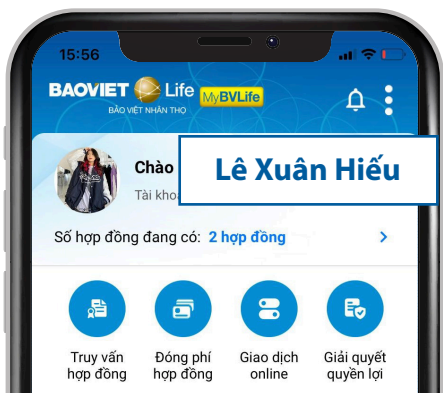 15:56
BAOVIET Life MyBVLife
BẢO VIỆT NHÂN THỌ
Chào
Lê Xuân Hiếu
Tài kho
Số hợp đồng đang có: 2 hợp đồng
Truy vấn hợp đồng
Đóng phí hợp đồng
Giao dịch online
Giải quyết quyền lợi